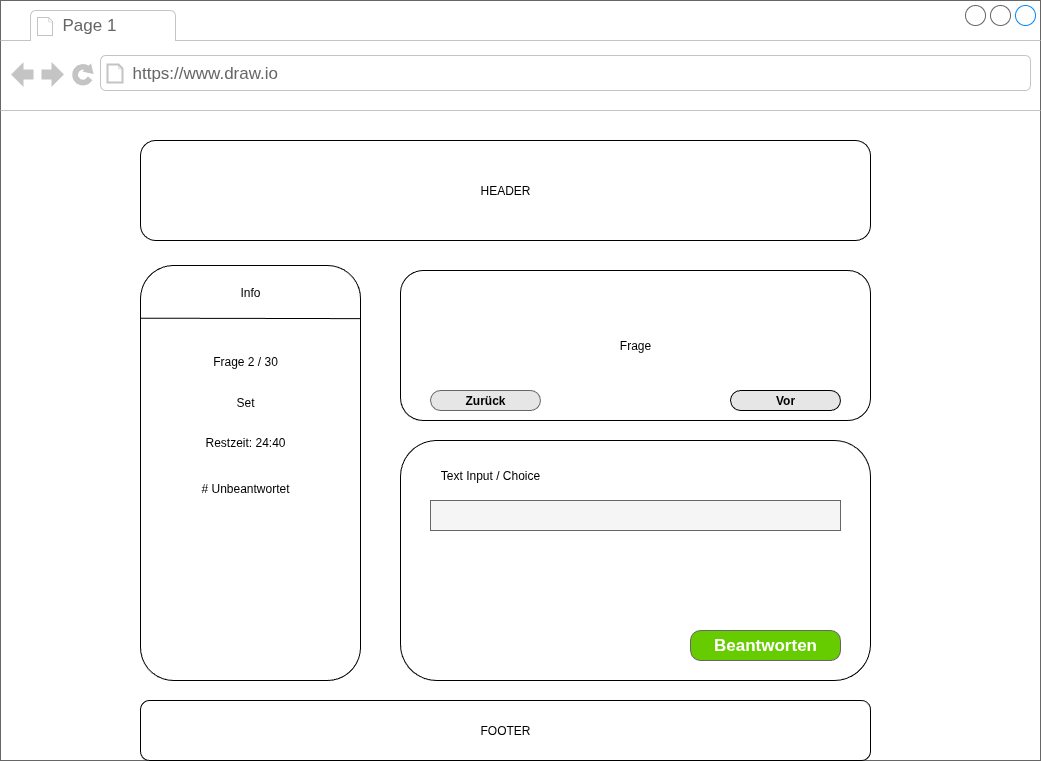 Page 1
https://www.draw.io
HEADER
Info
Frage 2 / 30
Set
Restzeit: 24:40
# Unbeantwortet
Frage
Zurück
Vor
Text Input / Choice
Beantworten
FOOTER